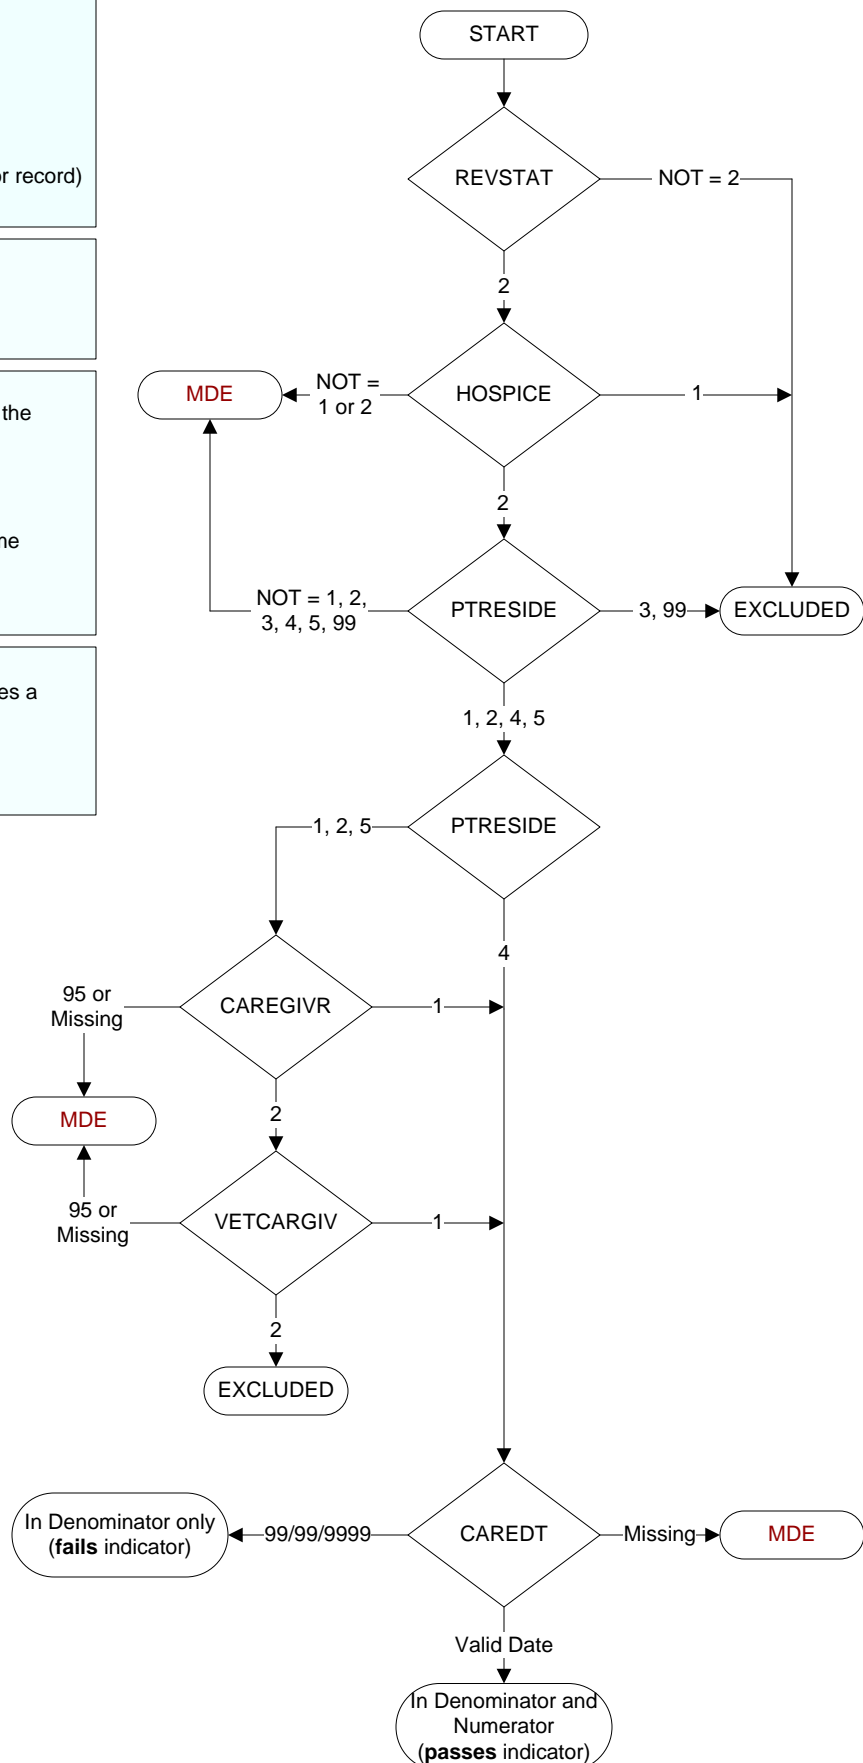 START
or record)
REVSTAT
NOT = 2
2
the
NOT =
1 or 2
MDE
HOSPICE
1
2
me
NOT = 1, 2,
3, 4, 5, 99
PTRESIDE
3, 99
EXCLUDED
es a
1, 2, 4, 5
1, 2, 5
PTRESIDE
4
95 or
Missing
CAREGIVR
1
MDE
2
95 or
Missing
VETCARGIV
1
2
EXCLUDED
In Denominator only
(fails indicator)
99/99/9999
CAREDT
Missing
MDE
Valid Date
In Denominator and
Numerator
(passes indicator)